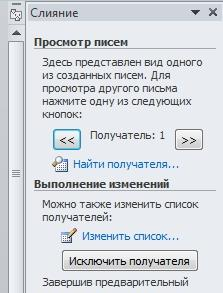 Слияние
Просмотр писем
Здесь представлен вид одного
из созданных писем. Для
просмотра другого письма
нажмите одну из следующих
кнопок:
<< Получатель: 1 >>
Найти получателя...
Выполнение изменений
Можно также изменить список
получателей:
Изменить список...
Исключить получателя
Завершив предварительный